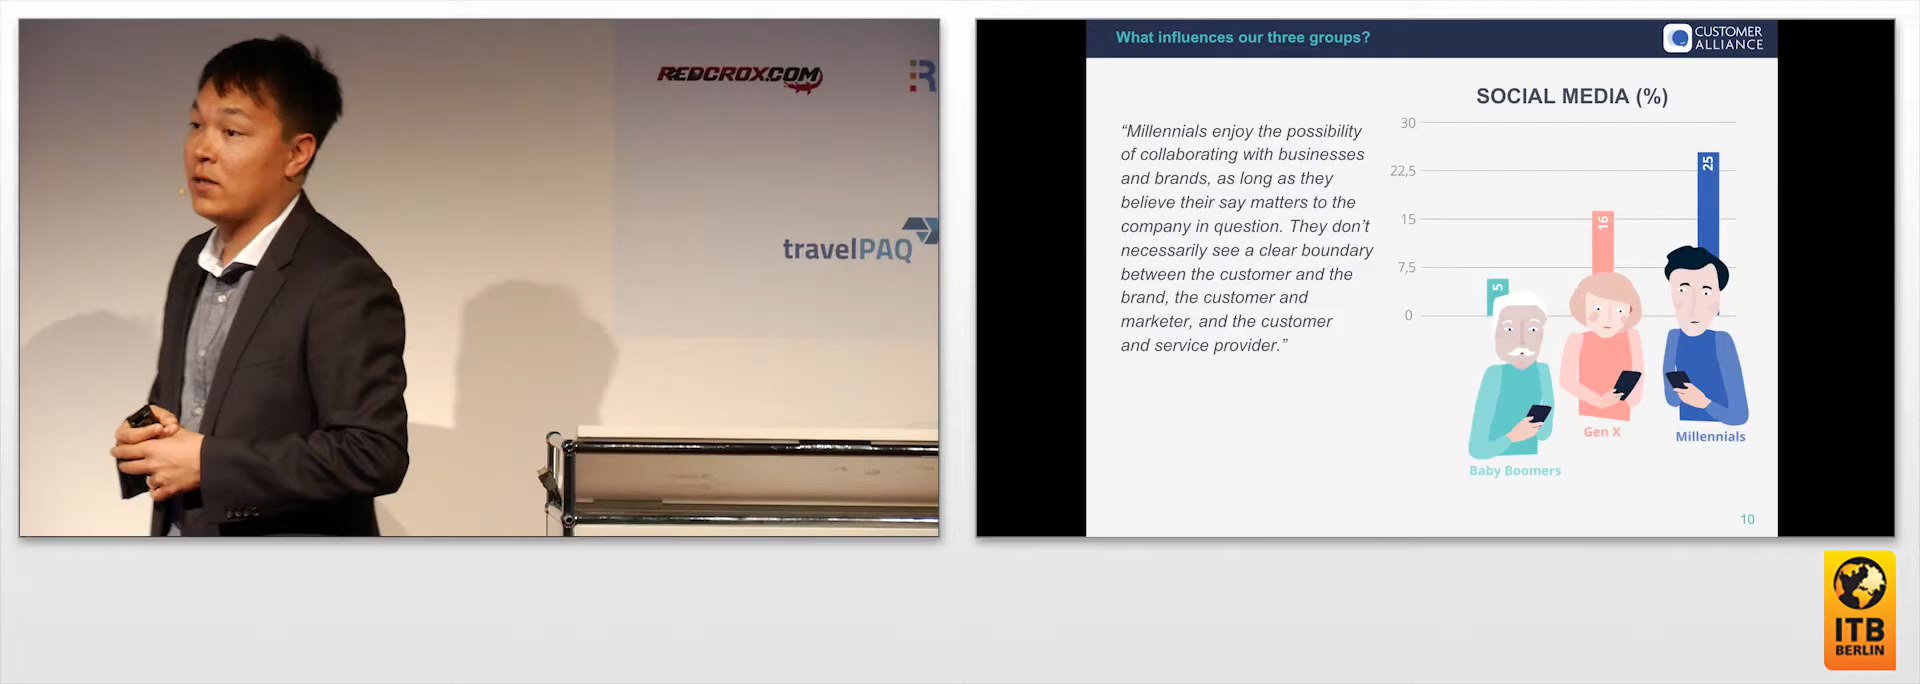 REDCROX.COM
R
travelPAQ
What influences our three groups?
CUSTOMER
ALLIANCE
SOCIAL MEDIA (%)
“Millennials enjoy the possibility
of collaborating with businesses
and brands, as long as they
believe their say matters to the
company in question. They don’t
necessarily see a clear boundary
between the customer and the
brand, the customer and
marketer, and the customer
and service provider.”
30
22,5
15
7,5
0
5
16
25
Baby Boomers
Gen X
Millennials
10
ITB
BERLIN